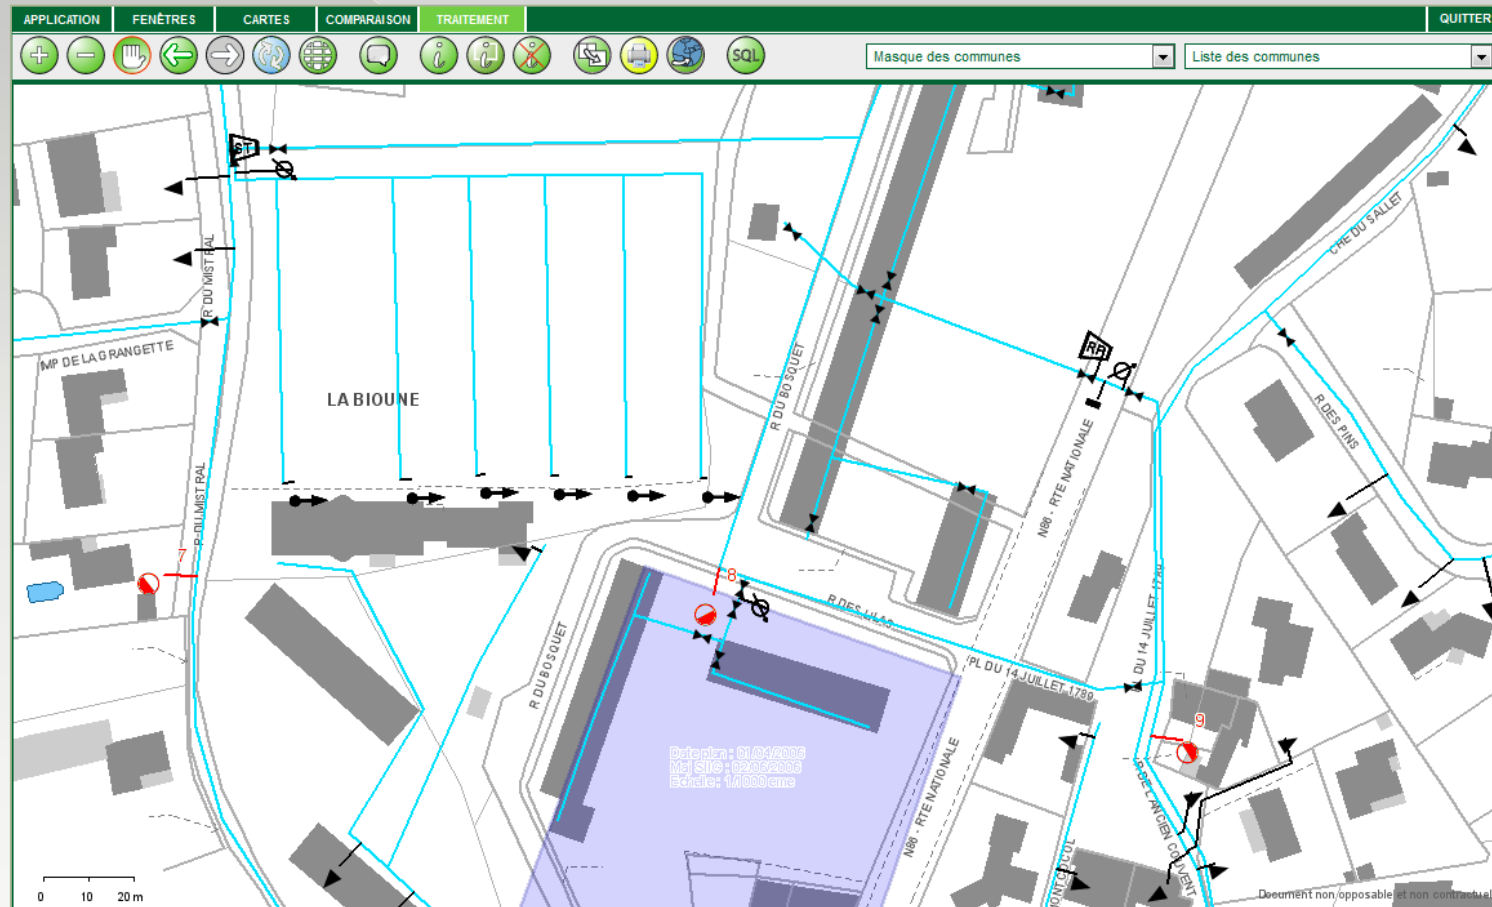 APPLICATION FENÊTRES CARTES COMPARAISON TRAITEMENT QUITTER
SQL
Masque des communes
Liste des communes
ST
R DU MISTRAL
IMP DE LA GRANGETTE
LA BIOUNE
R DU BOSQUET
CHE DU SALLET
RR
R DES PINS
N86 - RTE NATIONALE
R DU MISTRAL
7
8
R DES LILAS
PL DU 14 JUILLET 1789
DU 14 JUILLET 1789
R DU BOSQUET
9
Date plan : 01/04/2006
Maj SIIG : 02/06/2006
Echelle : 1/1000 eme
N86 - RTE NATIONALE
R DE L'ANCIEN COUVENT
0 10 20 m
Document non opposable et non contractuel